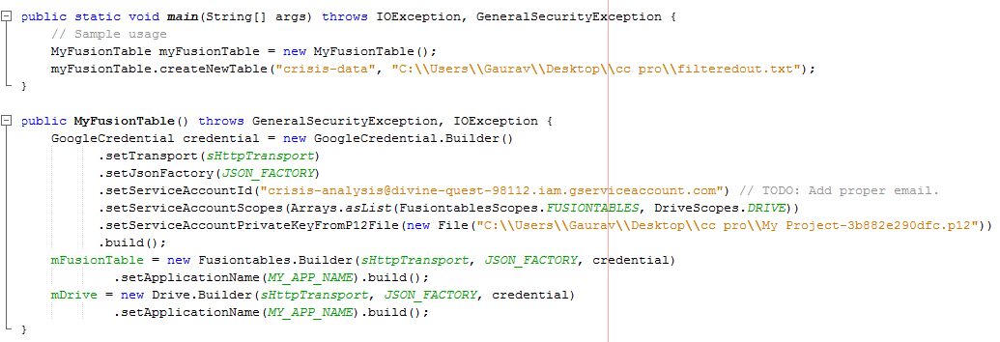 public static void main(String[] args) throws IOException, GeneralSecurityException {
// Sample usage
MyFusionTable myFusionTable = new MyFusionTable();
myFusionTable.createNewTable("crisis-data", "C:\\Users\\Gaurav\\Desktop\\cc pro\\filteredout.txt");
}
public MyFusionTable() throws GeneralSecurityException, IOException {
GoogleCredential credential = new GoogleCredential.Builder()
.setTransport(sHttpTransport)
.setJsonFactory(JSON_FACTORY)
.setServiceAccountId("crisis-analysis@divine-quest-98112.iam.gserviceaccount.com") // TODO: Add proper email.
.setServiceAccountScopes(Arrays.asList(FusiontablesScopes.FUSIONTABLES, DriveScopes.DRIVE))
.setServiceAccountPrivateKeyFromP12File(new File("C:\\Users\\Gaurav\\Desktop\\cc pro\\My Project-3b882e290dfc.p12"))
.build();
mFusionTable = new Fusiontables.Builder(sHttpTransport, JSON_FACTORY, credential)
.setApplicationName(MY_APP_NAME).build();
mDrive = new Drive.Builder(sHttpTransport, JSON_FACTORY, credential)
.setApplicationName(MY_APP_NAME).build();
}